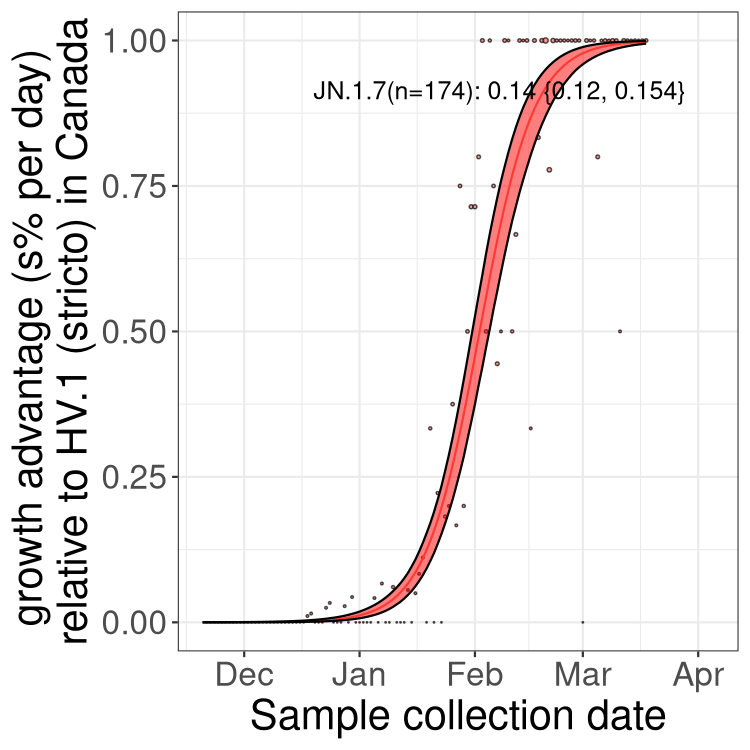 growth advantage (s% per day)
relative to HV.1 (stricto) in Canada
1.00
0.75
0.50
0.25
0.00
JN.1.7(n=174): 0.14 {0.12, 0.154}
Dec Jan Feb Mar Apr
Sample collection date